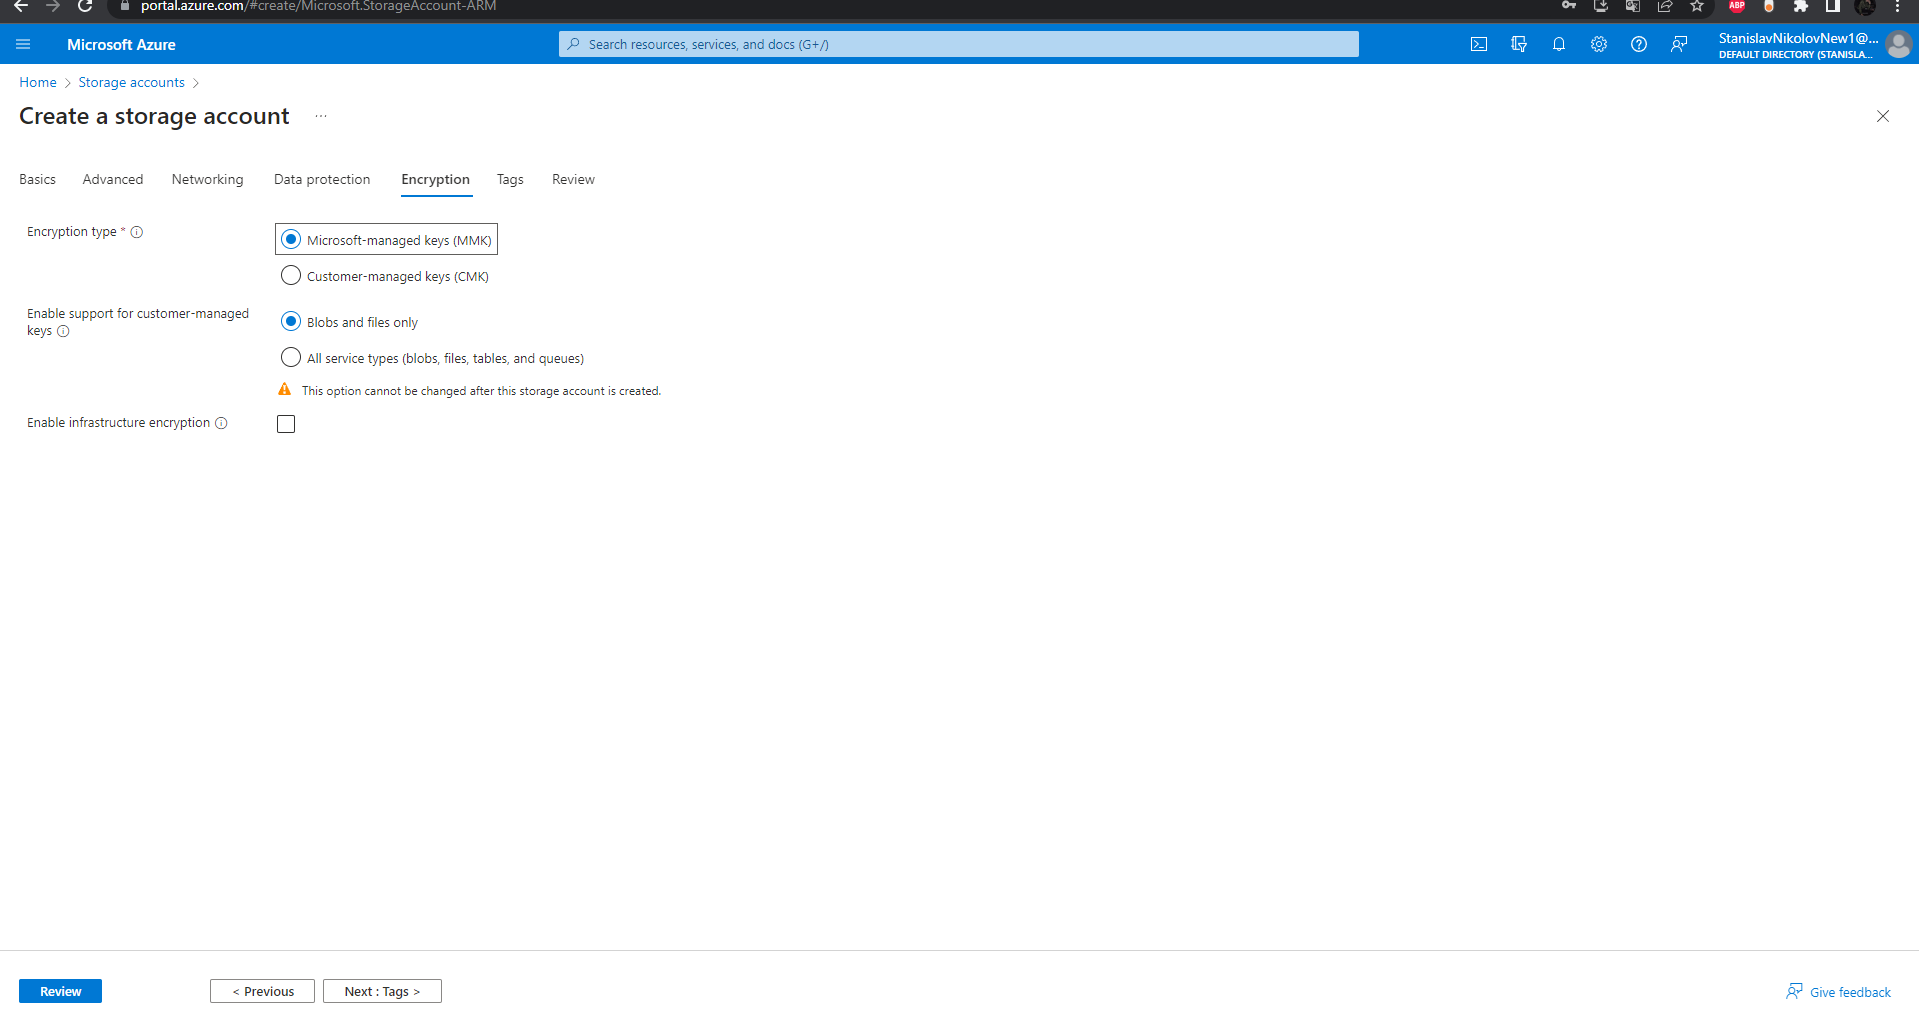 portal.azure.com/#create/Microsoft.StorageAccount-ARM
ABP
Microsoft Azure
Search resources, services, and docs (G+/)
StanislavNikolovNew1@...
DEFAULT DIRECTORY (STANISLA...
Home > Storage accounts >
Create a storage account ...
Basics Advanced Networking Data protection Encryption Tags Review
Encryption type *
Microsoft-managed keys (MMK)
Customer-managed keys (CMK)
Enable support for customer-managed
keys
Blobs and files only
All service types (blobs, files, tables, and queues)
This option cannot be changed after this storage account is created.
Enable infrastructure encryption
Review
< Previous
Next : Tags >
Give feedback